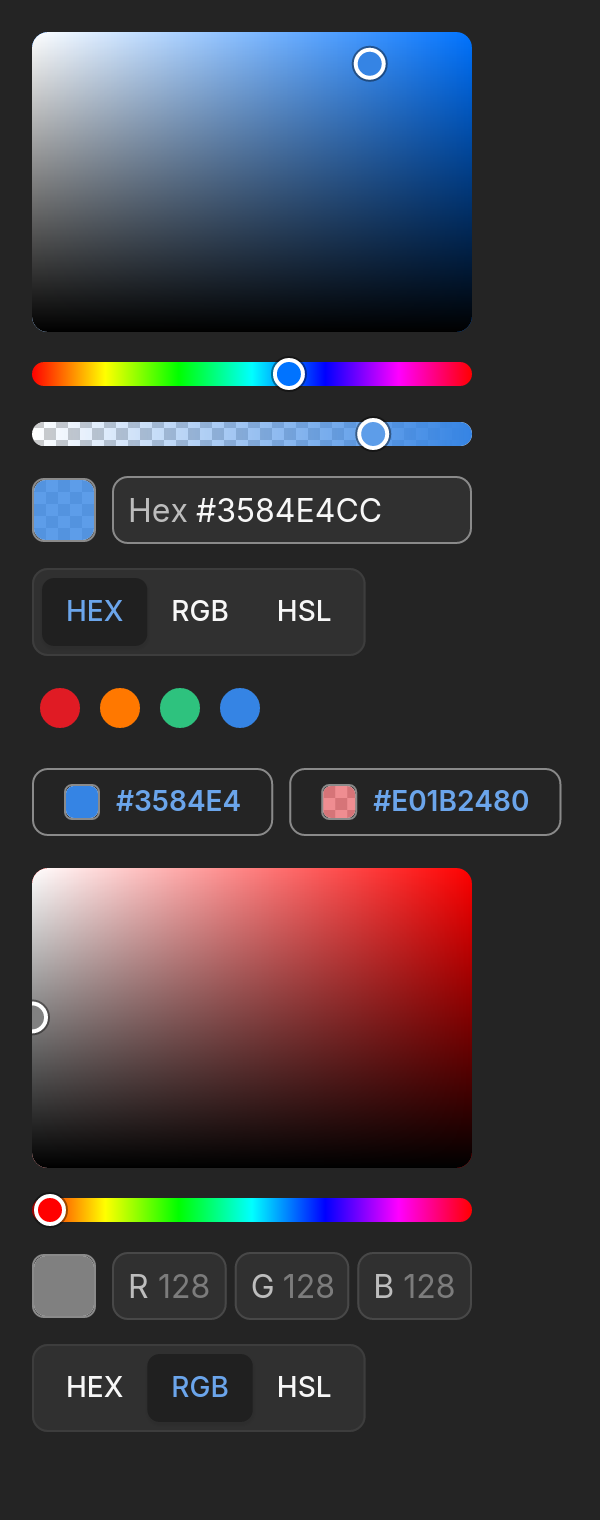 Hex #3584E4CC
HEX RGB HSL
#3584E4 #E01B2480
R 128 G 128 B 128
HEX RGB HSL